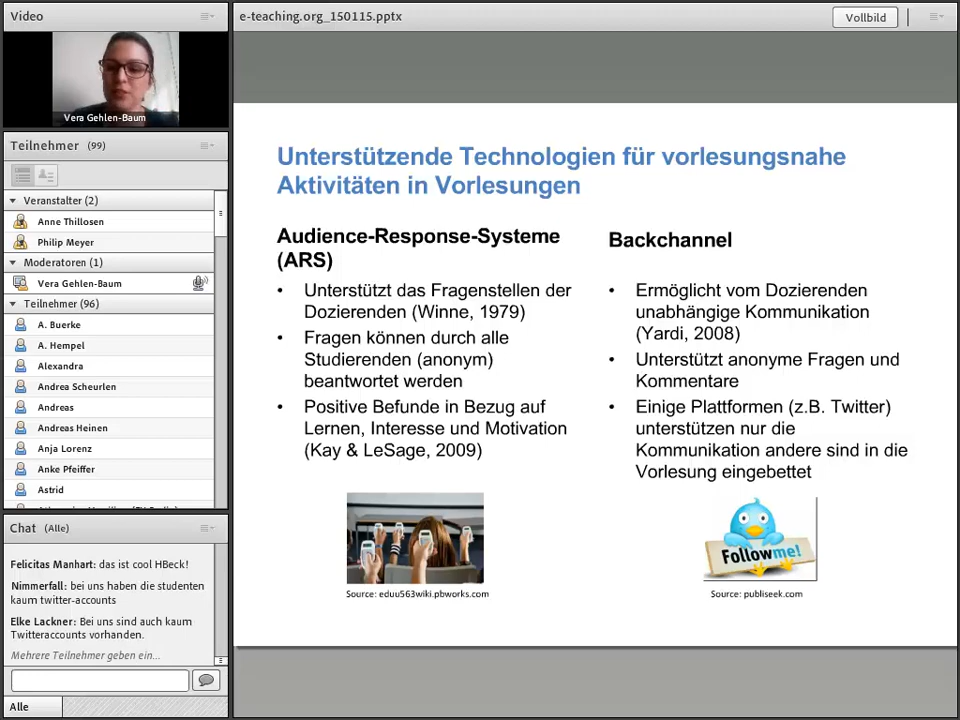 Video
Vera Gehlen-Baum
Teilnehmer (99)
Veranstalter (2)
Anne Thillosen
Philip Meyer
Moderatoren (1)
Vera Gehlen-Baum
Teilnehmer (96)
A. Buerke
A. Hempel
Alexandra
Andrea Scheurlen
Andreas
Andreas Heinen
Anja Lorenz
Anke Pfeiffer
Astrid
Chat (Alle)
Felicitas Manhart: das ist cool HBeck!
Nimmerfall: bei uns haben die studenten
kaum twitter-accounts
Elke Lackner: Bei uns sind auch kaum
Twitteraccounts vorhanden.
Mehrere Teilnehmer geben ein...
Alle
e-teaching.org_150115.pptx
Vollbild
Unterstützende Technologien für vorlesungsnahe
Aktivitäten in Vorlesungen
Audience-Response-Systeme
(ARS)
• Unterstützt das Fragenstellen der
Dozierenden (Winne, 1979)
• Fragen können durch alle
Studierenden (anonym)
beantwortet werden
• Positive Befunde in Bezug auf
Lernen, Interesse und Motivation
(Kay & LeSage, 2009)
Source: eduu563wiki.pbworks.com
Backchannel
• Ermöglicht vom Dozierenden
unabhängige Kommunikation
(Yardi, 2008)
• Unterstützt anonyme Fragen und
Kommentare
• Einige Plattformen (z.B. Twitter)
unterstützen nur die
Kommunikation andere sind in die
Vorlesung eingebettet
Follow me!
Source: publiseek.com